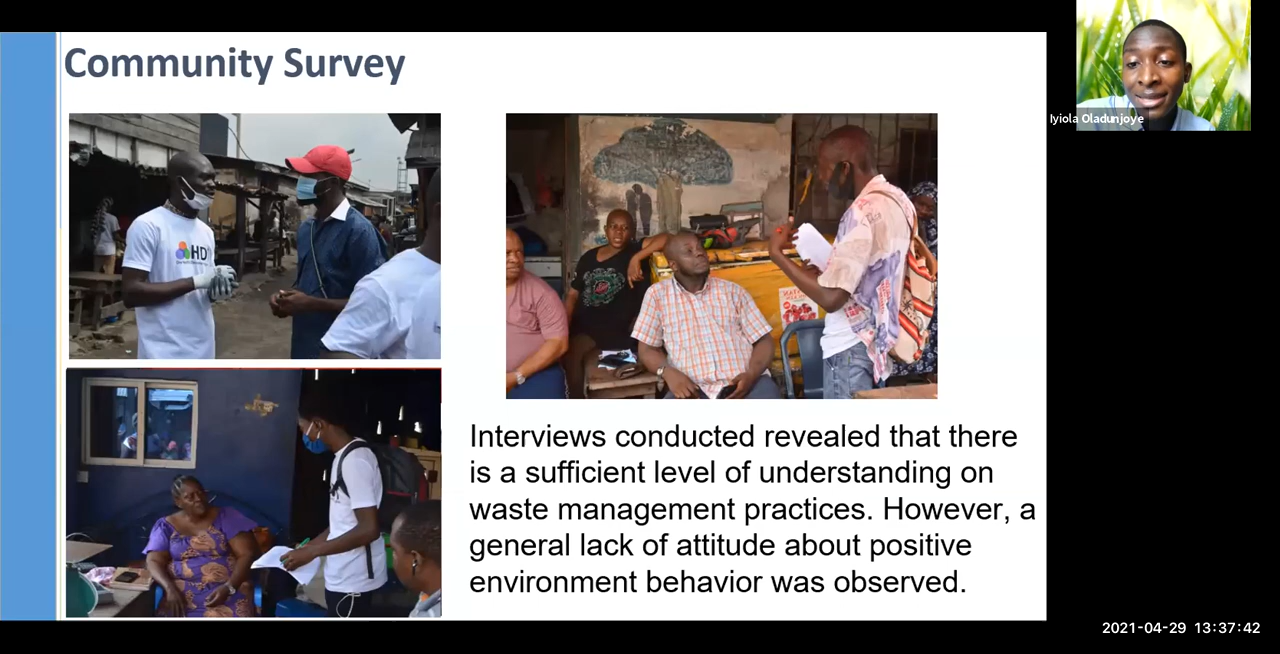 Community Survey
Iyiola Oladunjoye
HD
Interviews conducted revealed that there
is a sufficient level of understanding on
waste management practices. However, a
general lack of attitude about positive
environment behavior was observed.
2021-04-29 13:37:42